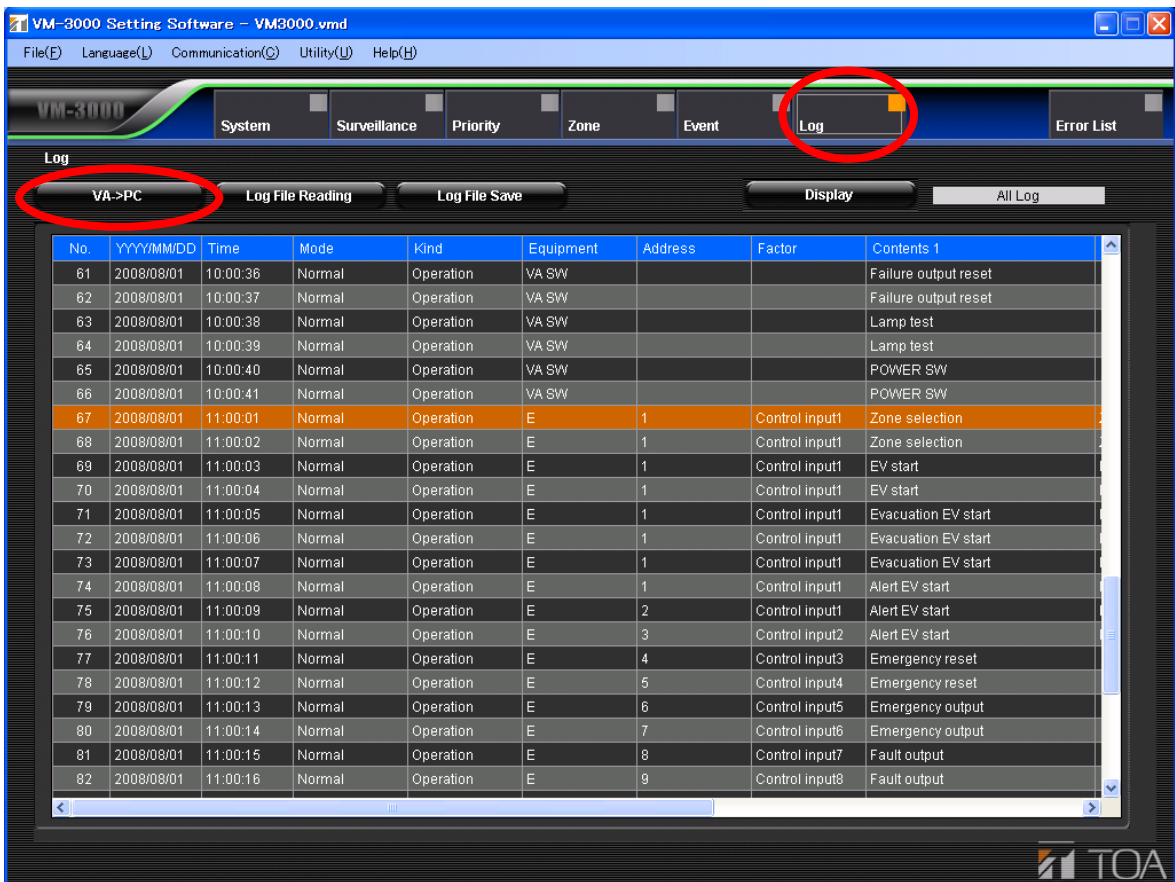 VM-3000 Setting Software - VM3000.vmd
File(F) Language(L) Communication(C) Utility(U) Help(H)
VM-3000 System Surveillance Priority Zone Event Log Error List
Log
VA->PC Log File Reading Log File Save Display All Log
No. YYYY/MM/DD Time Mode Kind Equipment Address Factor Contents 1
61 2008/08/01 10:00:36 Normal Operation VA SW Failure output reset
62 2008/08/01 10:00:37 Normal Operation VA SW Failure output reset
63 2008/08/01 10:00:38 Normal Operation VA SW Lamp test
64 2008/08/01 10:00:39 Normal Operation VA SW Lamp test
65 2008/08/01 10:00:40 Normal Operation VA SW POWER SW
66 2008/08/01 10:00:41 Normal Operation VA SW POWER SW
67 2008/08/01 11:00:01 Normal Operation E 1 Control input1 Zone selection
68 2008/08/01 11:00:02 Normal Operation E 1 Control input1 Zone selection
69 2008/08/01 11:00:03 Normal Operation E 1 Control input1 EV start
70 2008/08/01 11:00:04 Normal Operation E 1 Control input1 EV start
71 2008/08/01 11:00:05 Normal Operation E 1 Control input1 Evacuation EV start
72 2008/08/01 11:00:06 Normal Operation E 1 Control input1 Evacuation EV start
73 2008/08/01 11:00:07 Normal Operation E 1 Control input1 Evacuation EV start
74 2008/08/01 11:00:08 Normal Operation E 1 Control input1 Alert EV start
75 2008/08/01 11:00:09 Normal Operation E 2 Control input1 Alert EV start
76 2008/08/01 11:00:10 Normal Operation E 3 Control input2 Alert EV start
77 2008/08/01 11:00:11 Normal Operation E 4 Control input3 Emergency reset
78 2008/08/01 11:00:12 Normal Operation E 5 Control input4 Emergency reset
79 2008/08/01 11:00:13 Normal Operation E 6 Control input5 Emergency output
80 2008/08/01 11:00:14 Normal Operation E 7 Control input6 Emergency output
81 2008/08/01 11:00:15 Normal Operation E 8 Control input7 Fault output
82 2008/08/01 11:00:16 Normal Operation E 9 Control input8 Fault output
TOA